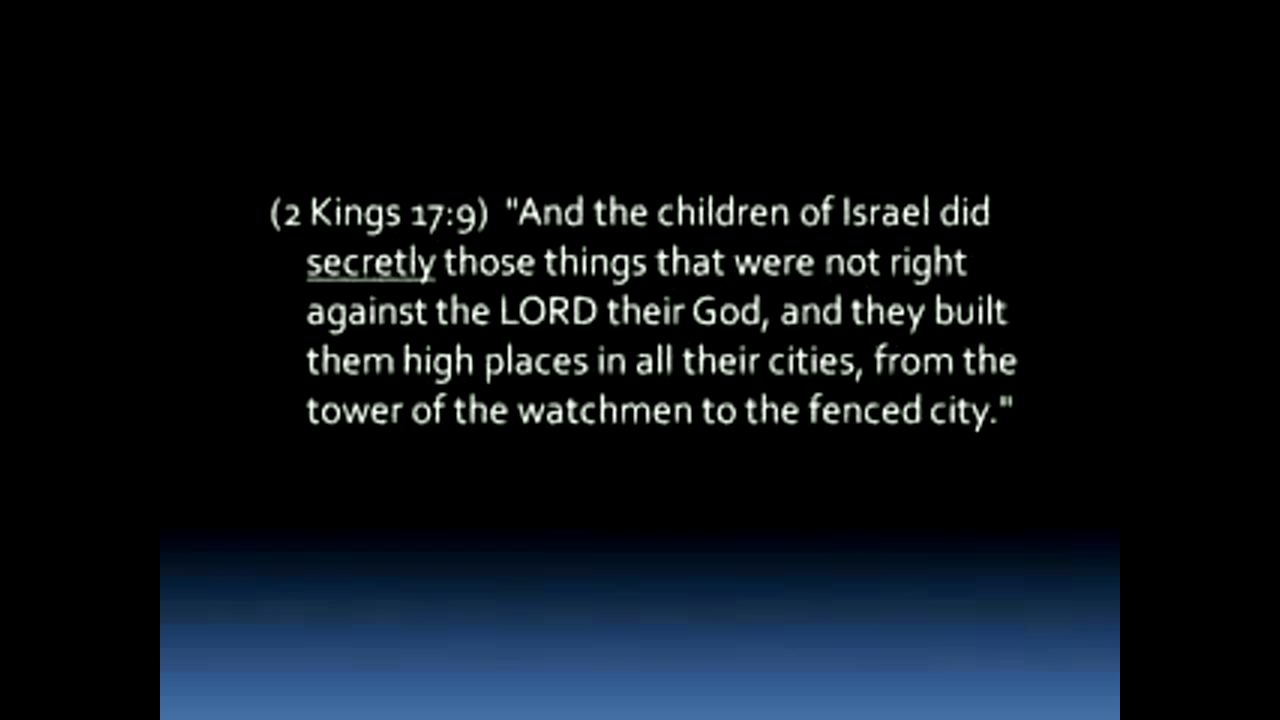 (2 Kings 17:9)  "And the children of Israel did
secretly those things that were not right
against the LORD their God, and they built
them high places in all their cities, from the
tower of the watchmen to the fenced city."